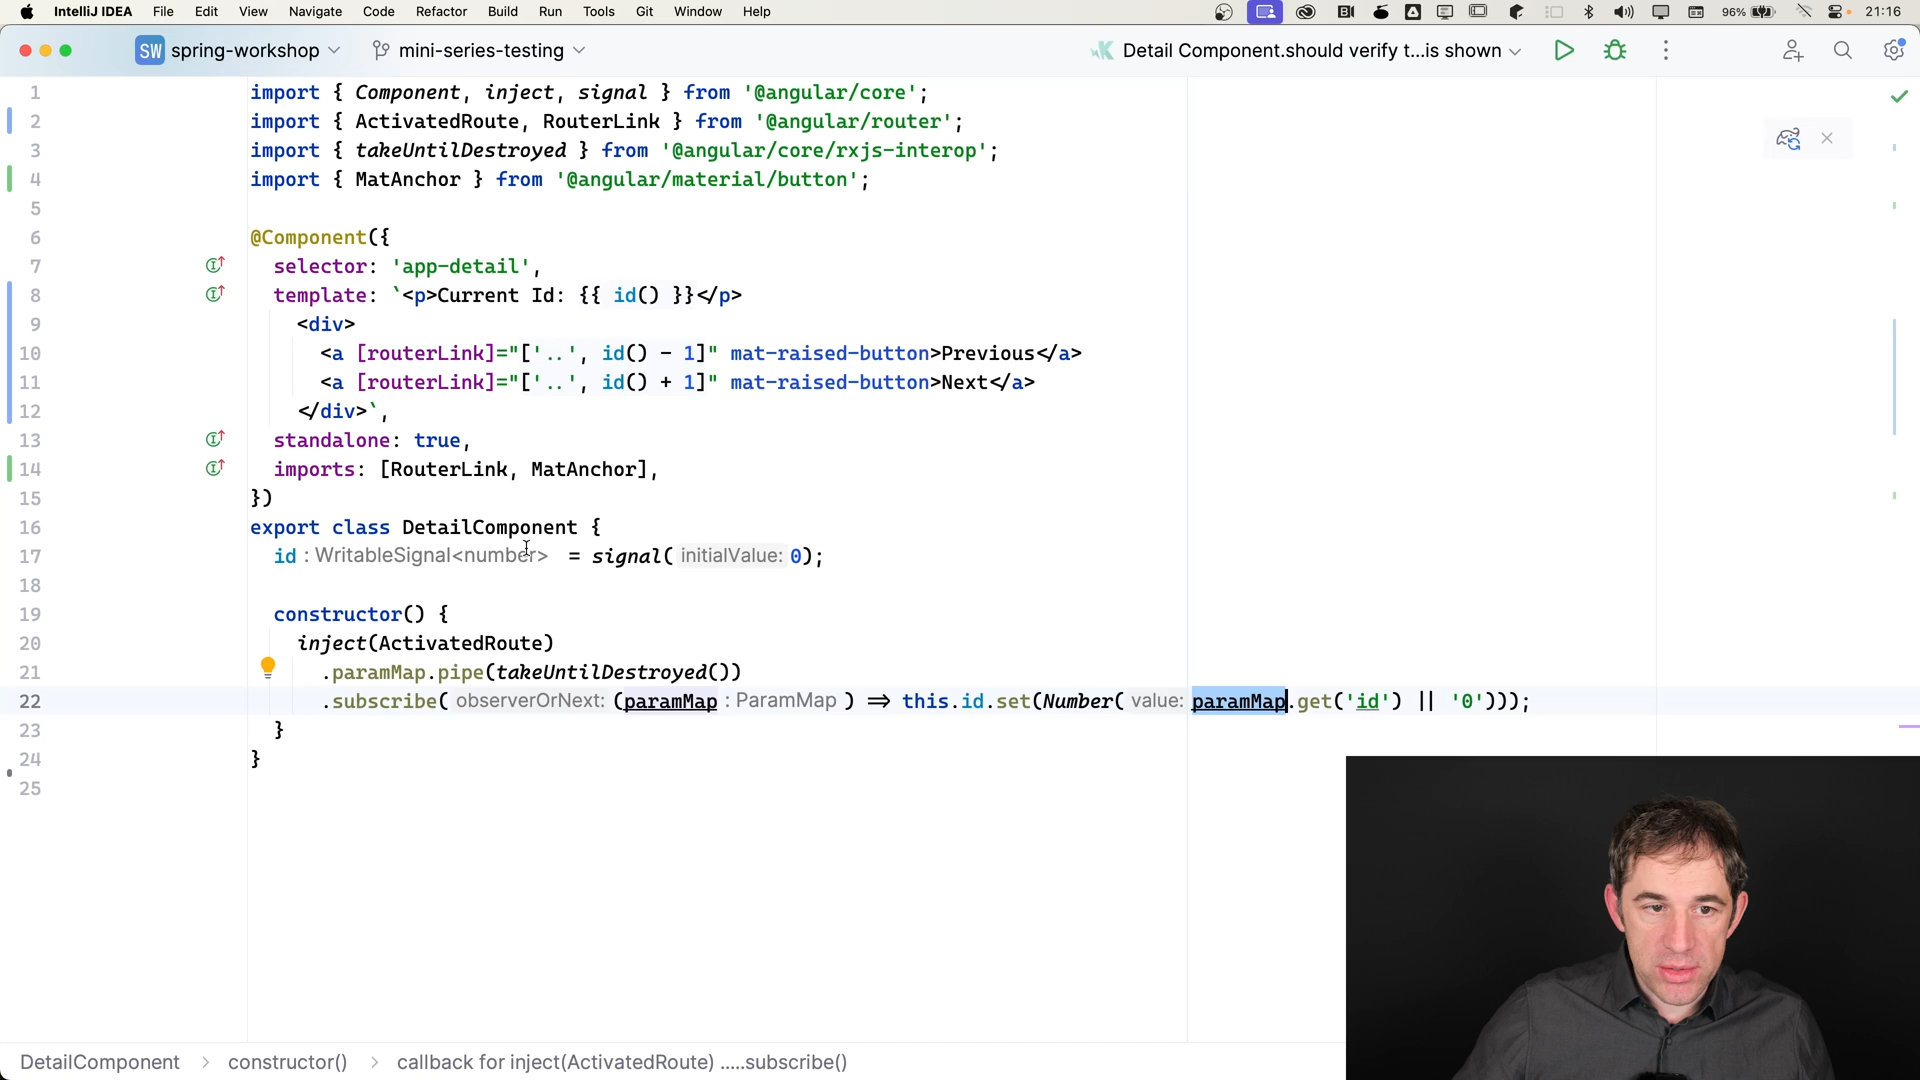 IntelliJ IDEA File Edit View Navigate Code Refactor Build Run Tools Git Window Help 96% 21:16
SW spring-workshop mini-series-testing Detail Component.should verify t...is shown
1 import { Component, inject, signal } from '@angular/core';
2 import { ActivatedRoute, RouterLink } from '@angular/router';
3 import { takeUntilDestroyed } from '@angular/core/rxjs-interop';
4 import { MatAnchor } from '@angular/material/button';
5
6 @Component({
7 selector: 'app-detail',
8 template: `<p>Current Id: {{ id() }}</p>
9 <div>
10 <a [routerLink]="['..', id() - 1]" mat-raised-button>Previous</a>
11 <a [routerLink]="['..', id() + 1]" mat-raised-button>Next</a>
12 </div>`,
13 standalone: true,
14 imports: [RouterLink, MatAnchor],
15 })
16 export class DetailComponent {
17 id : WritableSignal<number> = signal( initialValue: 0);
18
19 constructor() {
20 inject(ActivatedRoute)
21 .paramMap.pipe(takeUntilDestroyed())
22 .subscribe( observerOrNext: (paramMap : ParamMap ) => this.id.set(Number( value: paramMap.get('id') || '0')));
23 }
24 }
25
DetailComponent > constructor() > callback for inject(ActivatedRoute) .....subscribe()